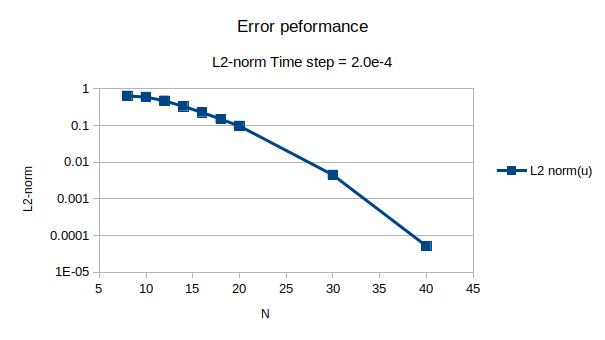 Error peformance
L2-norm Time step = 2.0e-4
1
0.1
0.01
0.001
0.0001
1E-05
L2-norm
5 10 15 20 25 30 35 40 45
N
L2 norm(u)